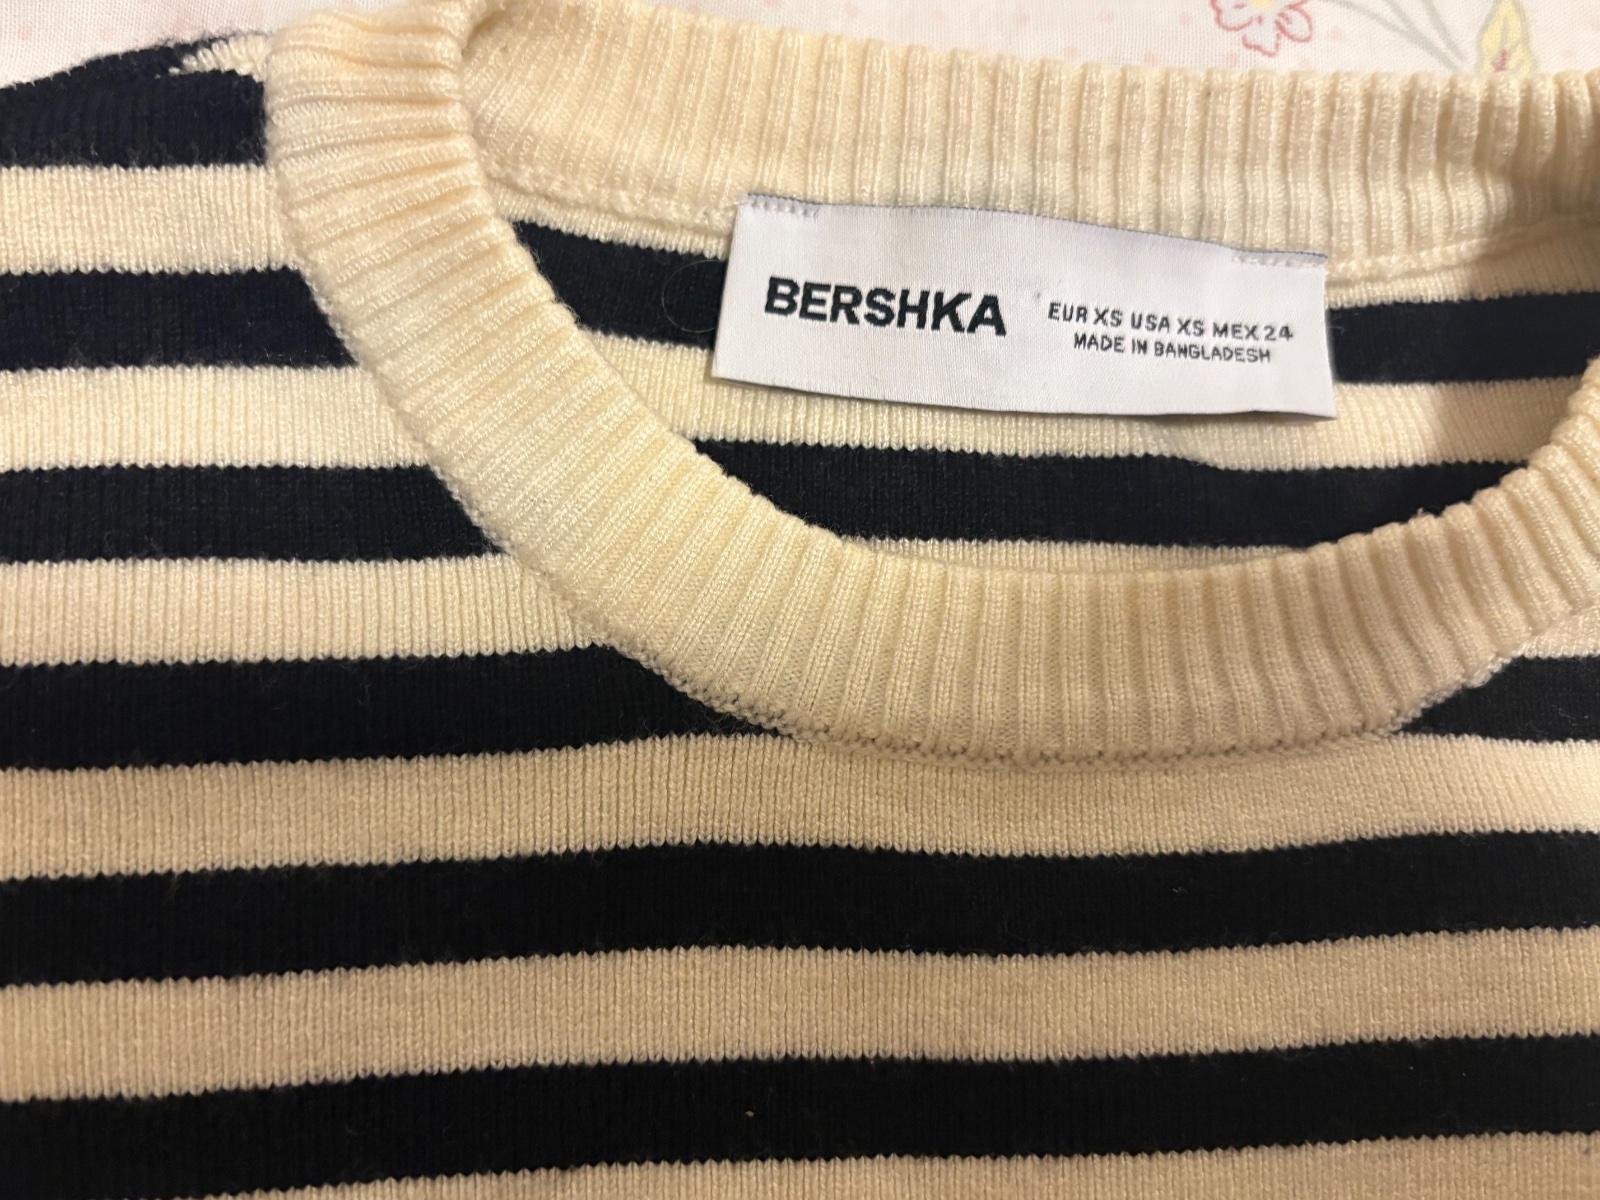 BERSHKA
EUR XS USA XS MEX 24
MADE IN BANGLADESH